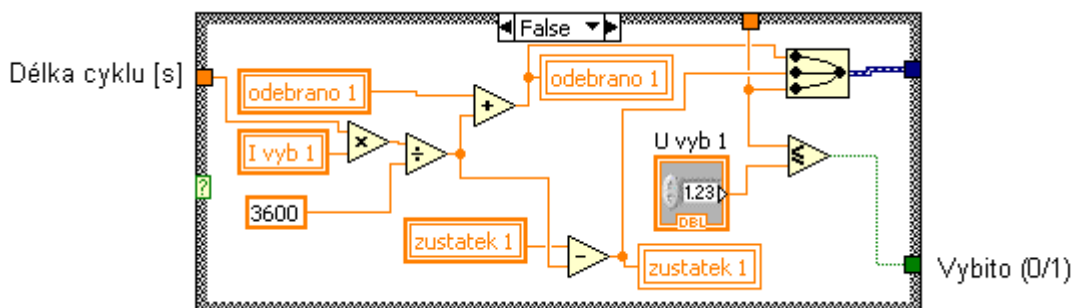 False
Délka cyklu [s]
odebrano 1
odebrano 1
+
I vyb 1
×
÷
U vyb 1
≤
?
1.23
3600
DBL
zustatek 1
−
zustatek 1
Vybito (0/1)